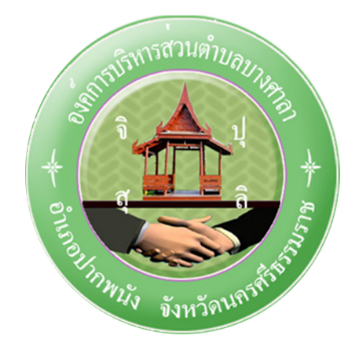 องค์การบริหารส่วนตำบลบางศาลา
จิ ปุ
สุ ลิ
อำเภอปากพนัง จังหวัดนครศรีธรรมราช